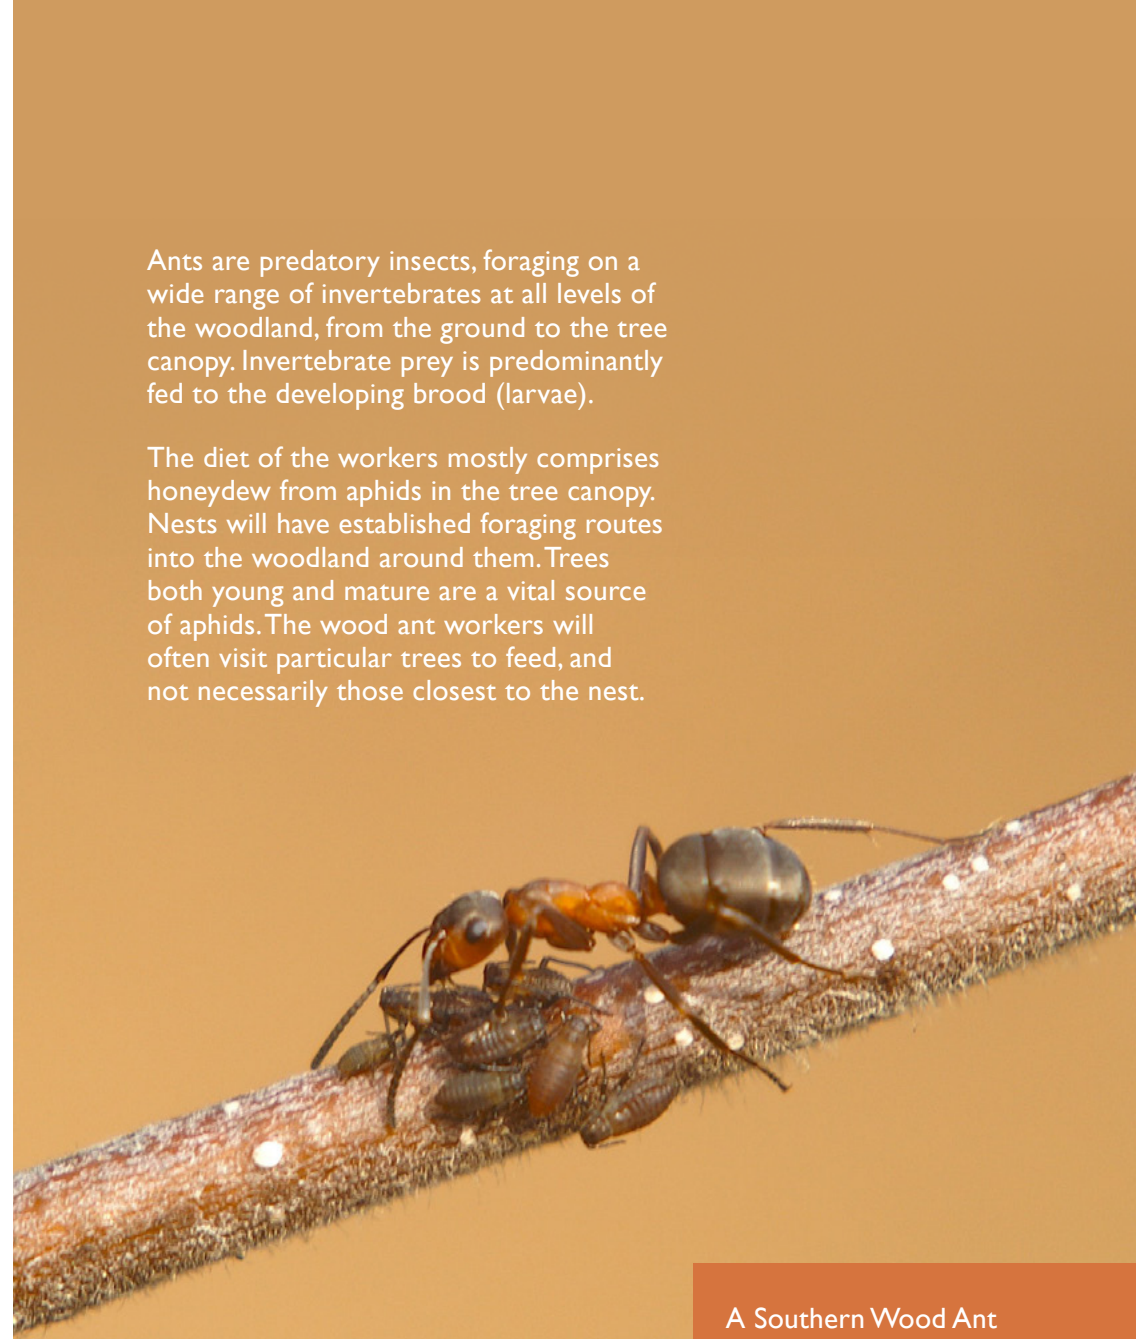 Ants are predatory insects, foraging on a
wide range of invertebrates at all levels of
the woodland, from the ground to the tree
canopy. Invertebrate prey is predominantly
fed to the developing brood (larvae).
The diet of the workers mostly comprises
honeydew from aphids in the tree canopy.
Nests will have established foraging routes
into the woodland around them. Trees
both young and mature are a vital source
of aphids. The wood ant workers will
often visit particular trees to feed, and
not necessarily those closest to the nest.
A Southern Wood Ant